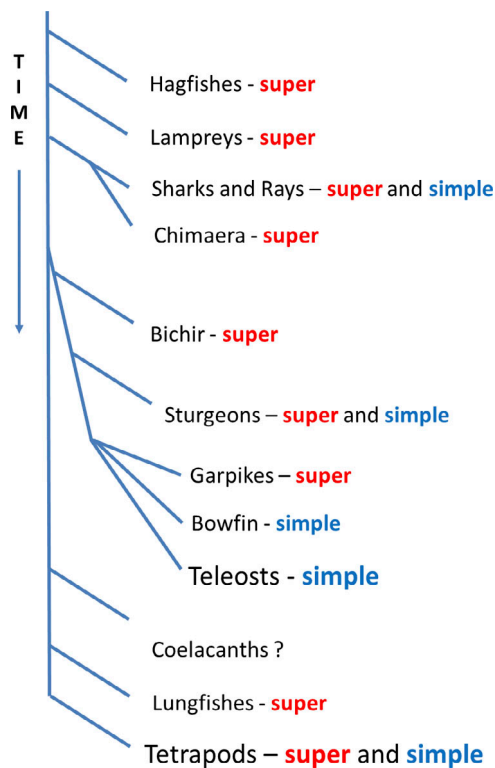 TIME
Hagfishes - super
Lampreys - super
Sharks and Rays – super and simple
Chimaera - super
Bichir - super
Sturgeons – super and simple
Garpikes – super
Bowfin - simple
Teleosts - simple
Coelacanths ?
Lungfishes - super
Tetrapods – super and simple